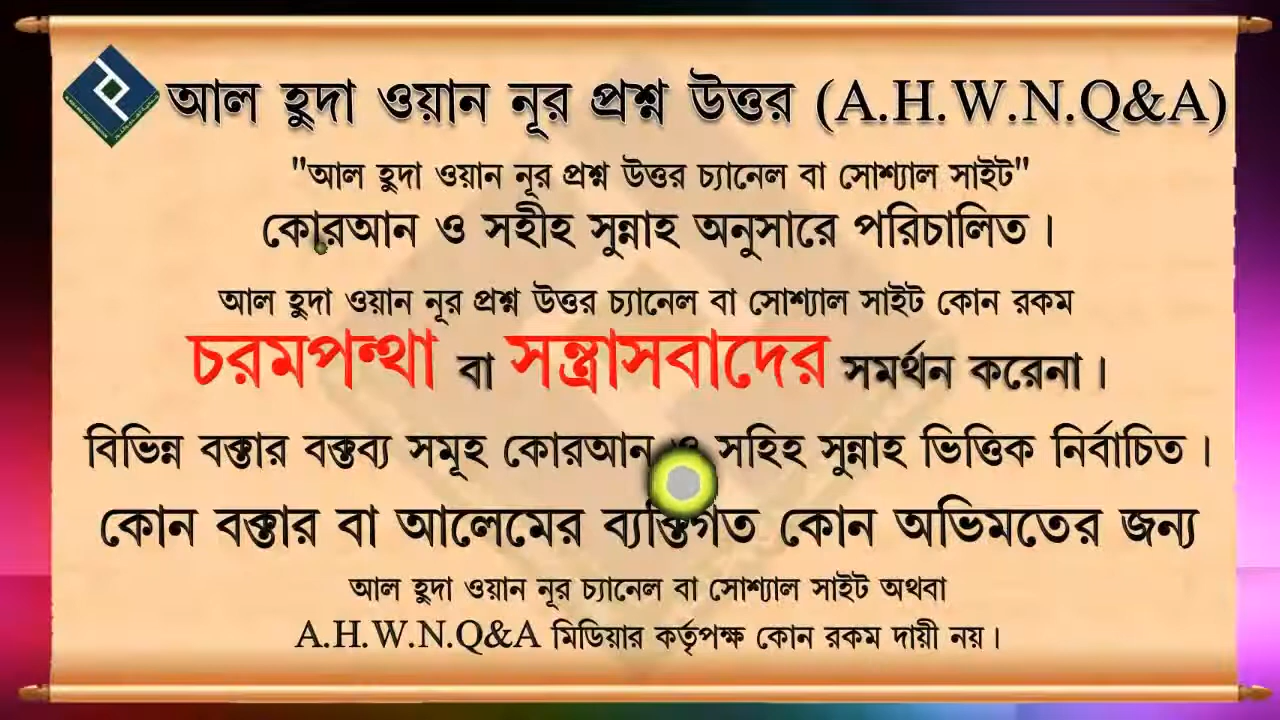 আল হুদা ওয়ান নূর প্রশ্ন উত্তর (A.H.W.N.Q&A)
"আল হুদা ওয়ান নূর প্রশ্ন উত্তর চ্যানেল বা সোশ্যাল সাইট"
কোরআন ও সহীহ সুন্নাহ অনুসারে পরিচালিত।
আল হুদা ওয়ান নূর প্রশ্ন উত্তর চ্যানেল বা সোশ্যাল সাইট কোন রকম
চরমপন্থা বা সন্ত্রাসবাদের সমর্থন করেনা।
বিভিন্ন বক্তার বক্তব্য সমূহ কোরআন ও সহিহ সুন্নাহ ভিত্তিক নির্বাচিত।
কোন বক্তার বা আলেমের ব্যক্তিগত কোন অভিমতের জন্য
আল হুদা ওয়ান নূর চ্যানেল বা সোশ্যাল সাইট অথবা
A.H.W.N.Q&A মিডিয়ার কর্তৃপক্ষ কোন রকম দায়ী নয়।